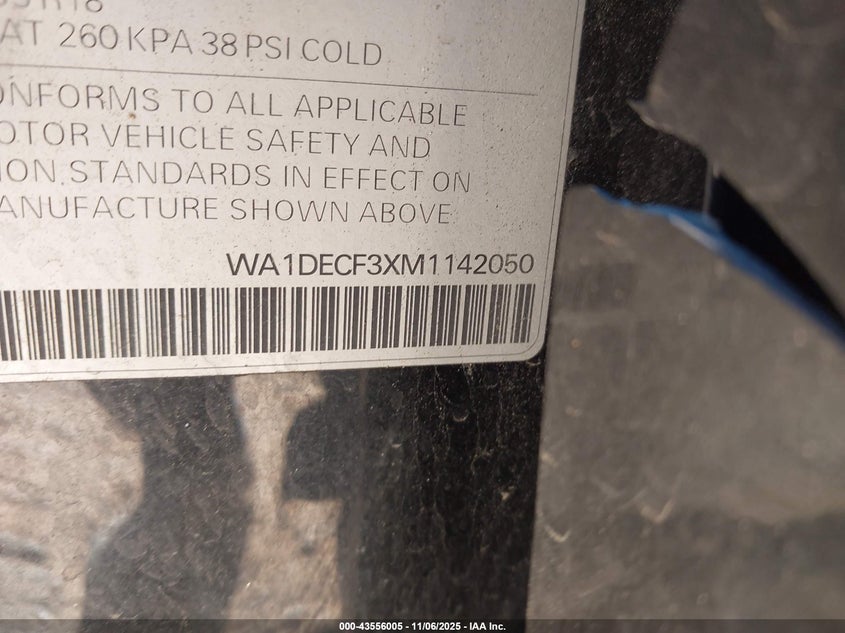 R18
AT 260 KPA 38 PSI COLD
ONFORMS TO ALL APPLICABLE
OTOR VEHICLE SAFETY AND
ION STANDARDS IN EFFECT ON
ANUFACTURE SHOWN ABOVE
WA1DECF3XM1142050
000-43556005 - 11/06/2025 - IAA Inc.